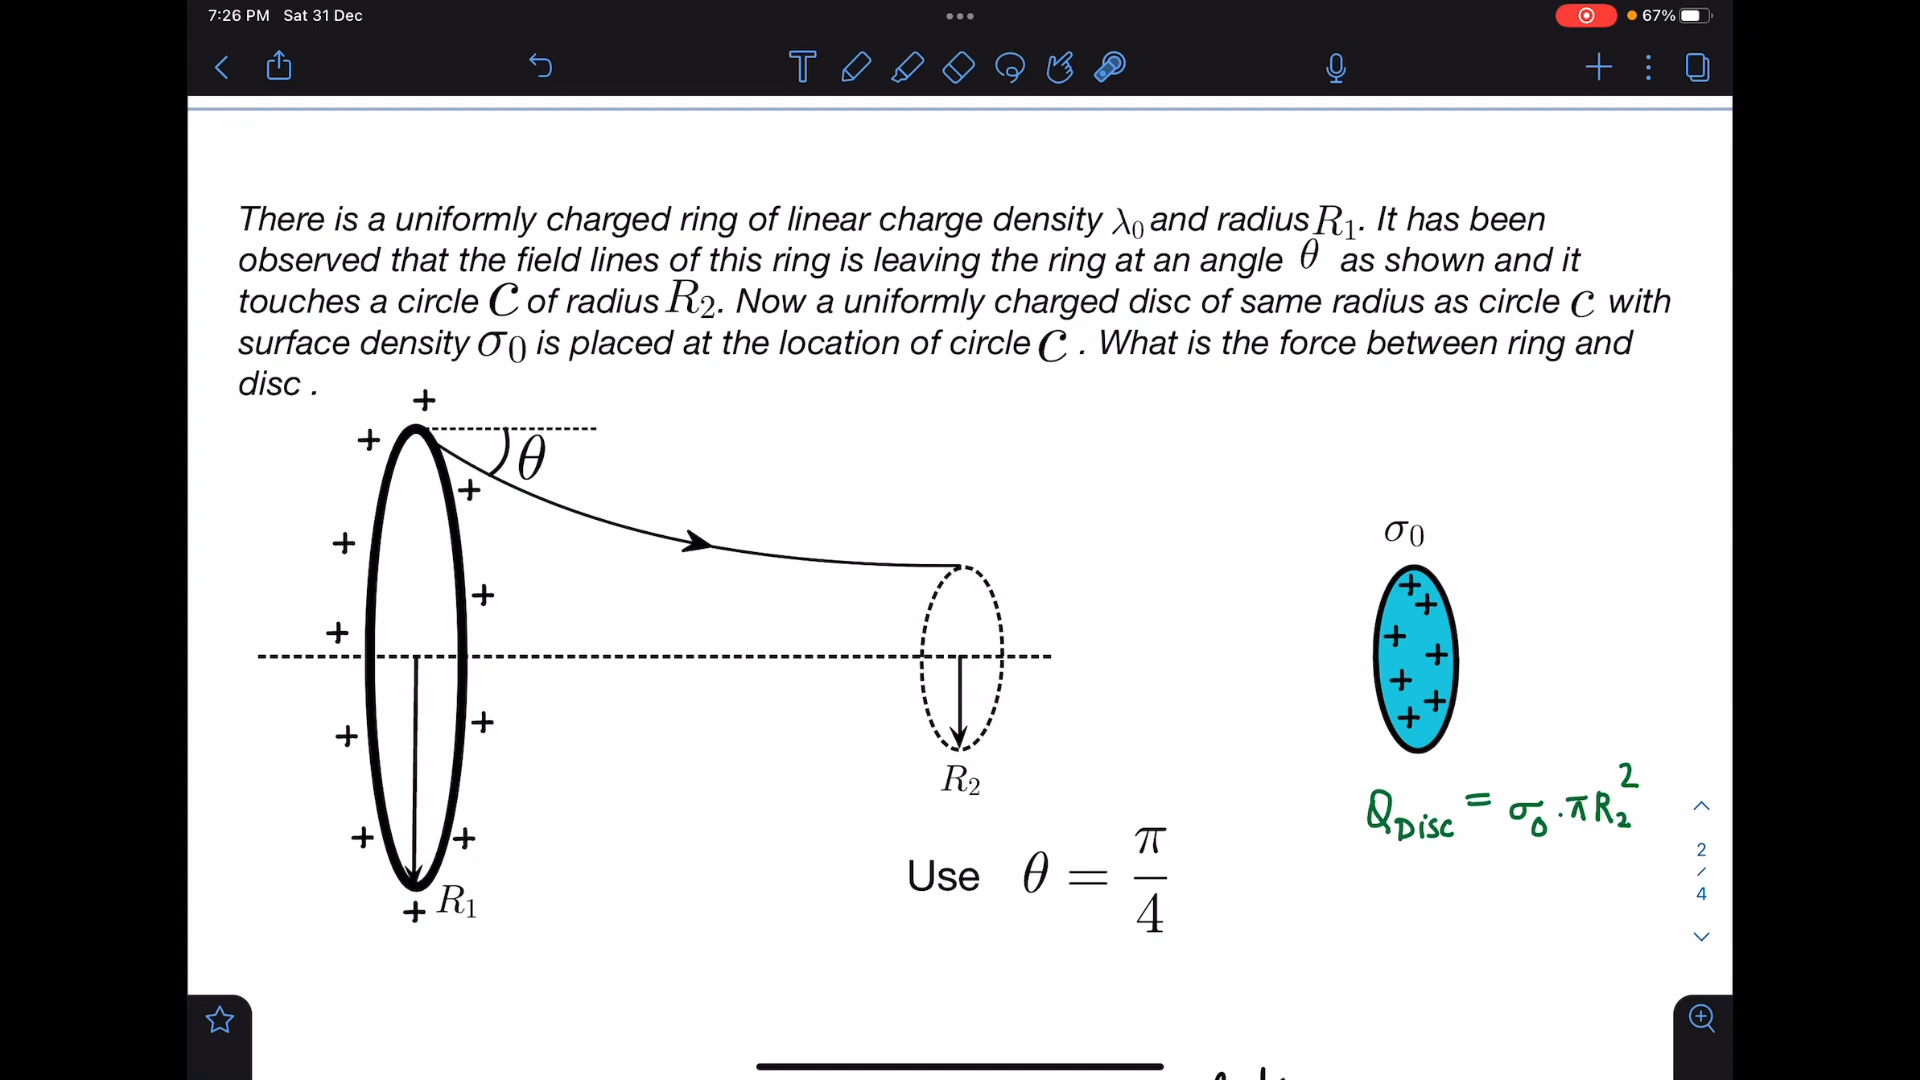 7:26 PM Sat 31 Dec
67%
There is a uniformly charged ring of linear charge density λ₀ and radius R₁. It has been
observed that the field lines of this ring is leaving the ring at an angle θ as shown and it
touches a circle C of radius R₂. Now a uniformly charged disc of same radius as circle C with
surface density σ₀ is placed at the location of circle C . What is the force between ring and
disc .
θ
σ₀
R₂
Q_Disc = σ₀ . πR₂²
Use θ = π/4
R₁
2
/
4